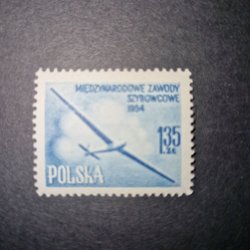 MIĘDZYNARODOWE ZAWODY
SZYBOWCOWE
1954
1.35
ZŁ
POLSKA